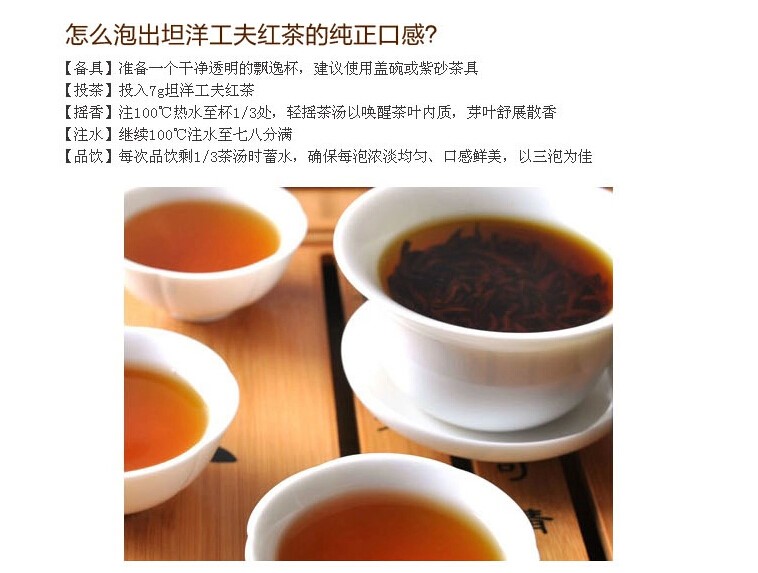 怎么泡出坦洋工夫红茶的纯正口感?
【备具】准备一个干净透明的飘逸杯，建议使用盖碗或紫砂茶具
【投茶】投入7g坦洋工夫红茶
【摇香】注100℃热水至杯1/3处，轻摇茶汤以唤醒茶叶内质，芽叶舒展散香
【注水】继续100℃注水至七八分满
【品饮】每次品饮剩1/3茶汤时蓄水，确保每泡浓淡均匀、口感鲜美，以三泡为佳
可
清